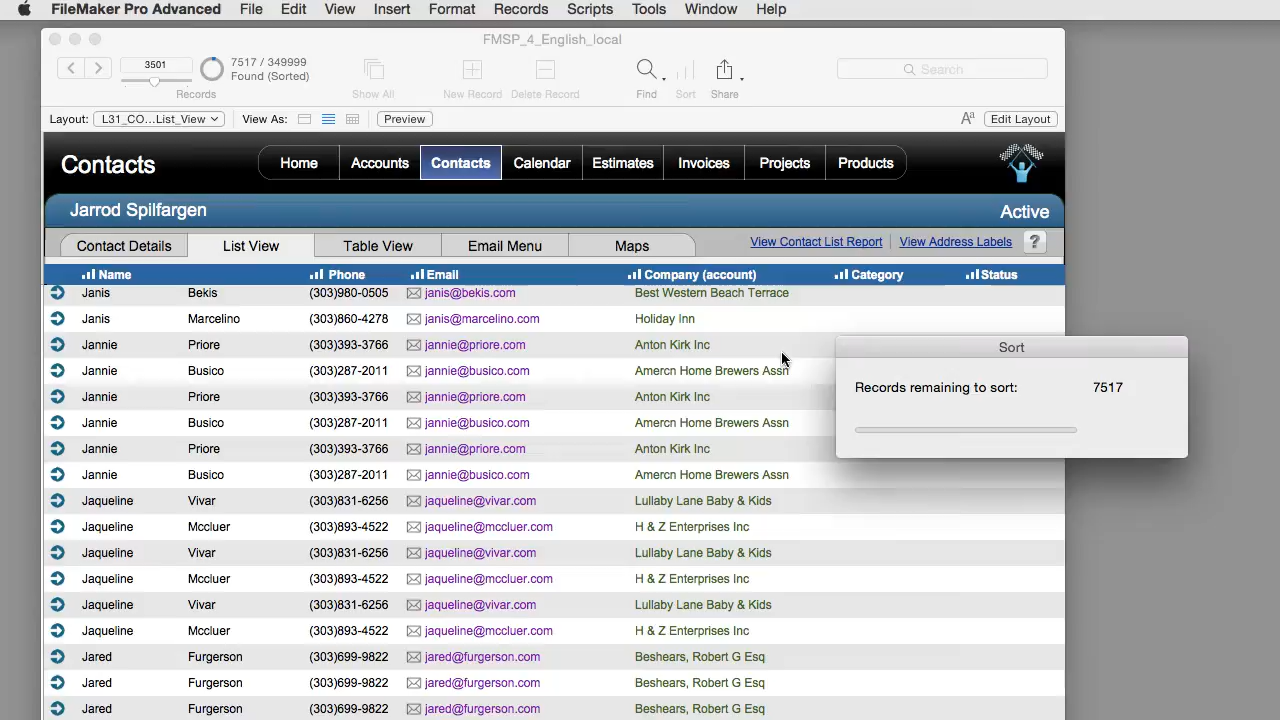 FileMaker Pro Advanced File Edit View Insert Format Records Scripts Tools Window Help
FMSP_4_English_local
3501
7517 / 349999
Found (Sorted)
Search
Records Show All New Record Delete Record Find Sort Share
Layout: L31_CO...List_View View As: Preview Aa Edit Layout
Contacts Home Accounts Contacts Calendar Estimates Invoices Projects Products
Jarrod Spilfargen Active
Contact Details List View Table View Email Menu Maps View Contact List Report View Address Labels ?
Name Phone Email Company (account) Category Status
Janis Bekis (303)980-0505 janis@bekis.com Best Western Beach Terrace
Janis Marcelino (303)860-4278 janis@marcelino.com Holiday Inn
Jannie Priore (303)393-3766 jannie@priore.com Anton Kirk Inc
Jannie Busico (303)287-2011 jannie@busico.com Amercn Home Brewers Assn
Jannie Priore (303)393-3766 jannie@priore.com Anton Kirk Inc
Jannie Busico (303)287-2011 jannie@busico.com Amercn Home Brewers Assn
Jannie Priore (303)393-3766 jannie@priore.com Anton Kirk Inc
Jannie Busico (303)287-2011 jannie@busico.com Amercn Home Brewers Assn
Jaqueline Vivar (303)831-6256 jaqueline@vivar.com Lullaby Lane Baby & Kids
Jaqueline Mccluer (303)893-4522 jaqueline@mccluer.com H & Z Enterprises Inc
Jaqueline Vivar (303)831-6256 jaqueline@vivar.com Lullaby Lane Baby & Kids
Jaqueline Mccluer (303)893-4522 jaqueline@mccluer.com H & Z Enterprises Inc
Jaqueline Vivar (303)831-6256 jaqueline@vivar.com Lullaby Lane Baby & Kids
Jaqueline Mccluer (303)893-4522 jaqueline@mccluer.com H & Z Enterprises Inc
Jared Furgerson (303)699-9822 jared@furgerson.com Beshears, Robert G Esq
Jared Furgerson (303)699-9822 jared@furgerson.com Beshears, Robert G Esq
Jared Furgerson (303)699-9822 jared@furgerson.com Beshears, Robert G Esq
Sort
Records remaining to sort: 7517